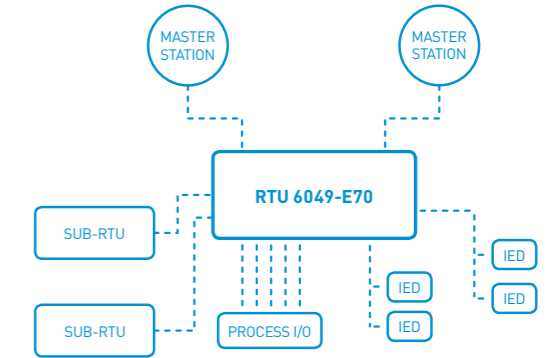 MASTER
STATION
MASTER
STATION
RTU 6049-E70
SUB-RTU
IED
IED
IED
SUB-RTU
PROCESS I/O
IED